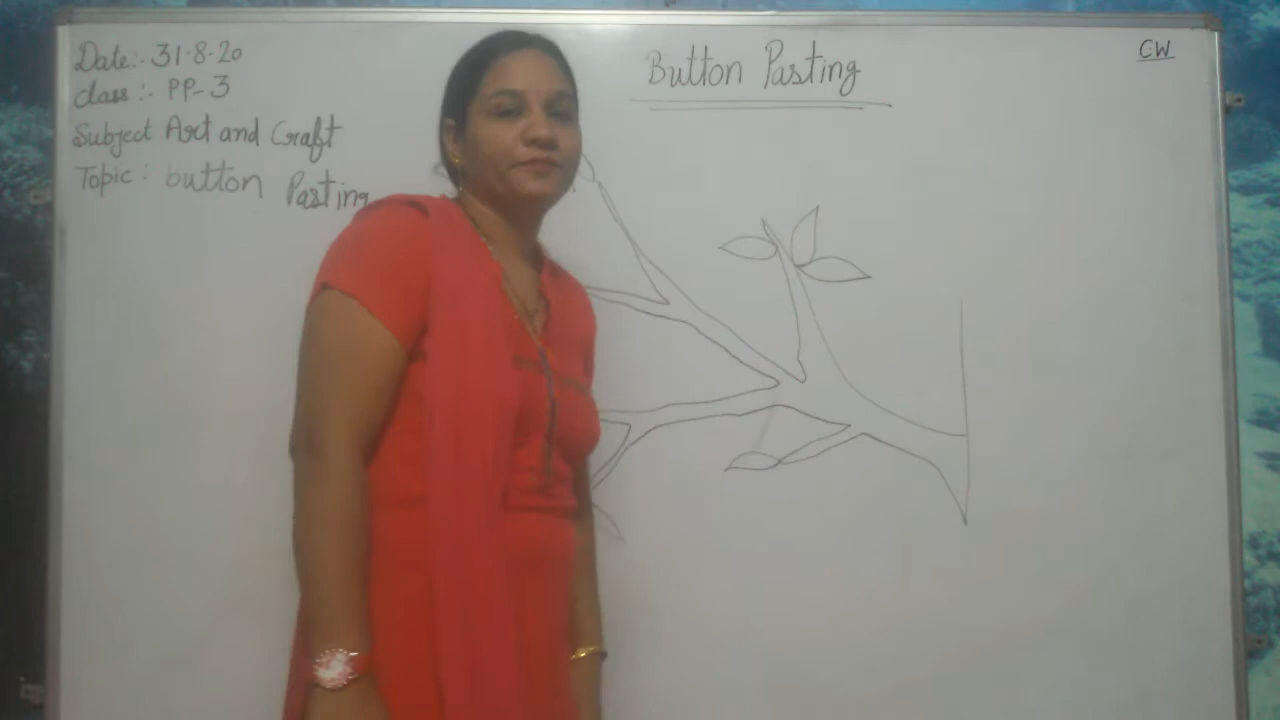 Date:- 31-8-20
class :- PP-3
Subject Art and Craft
Topic : button Pasting
Button Pasting
CW